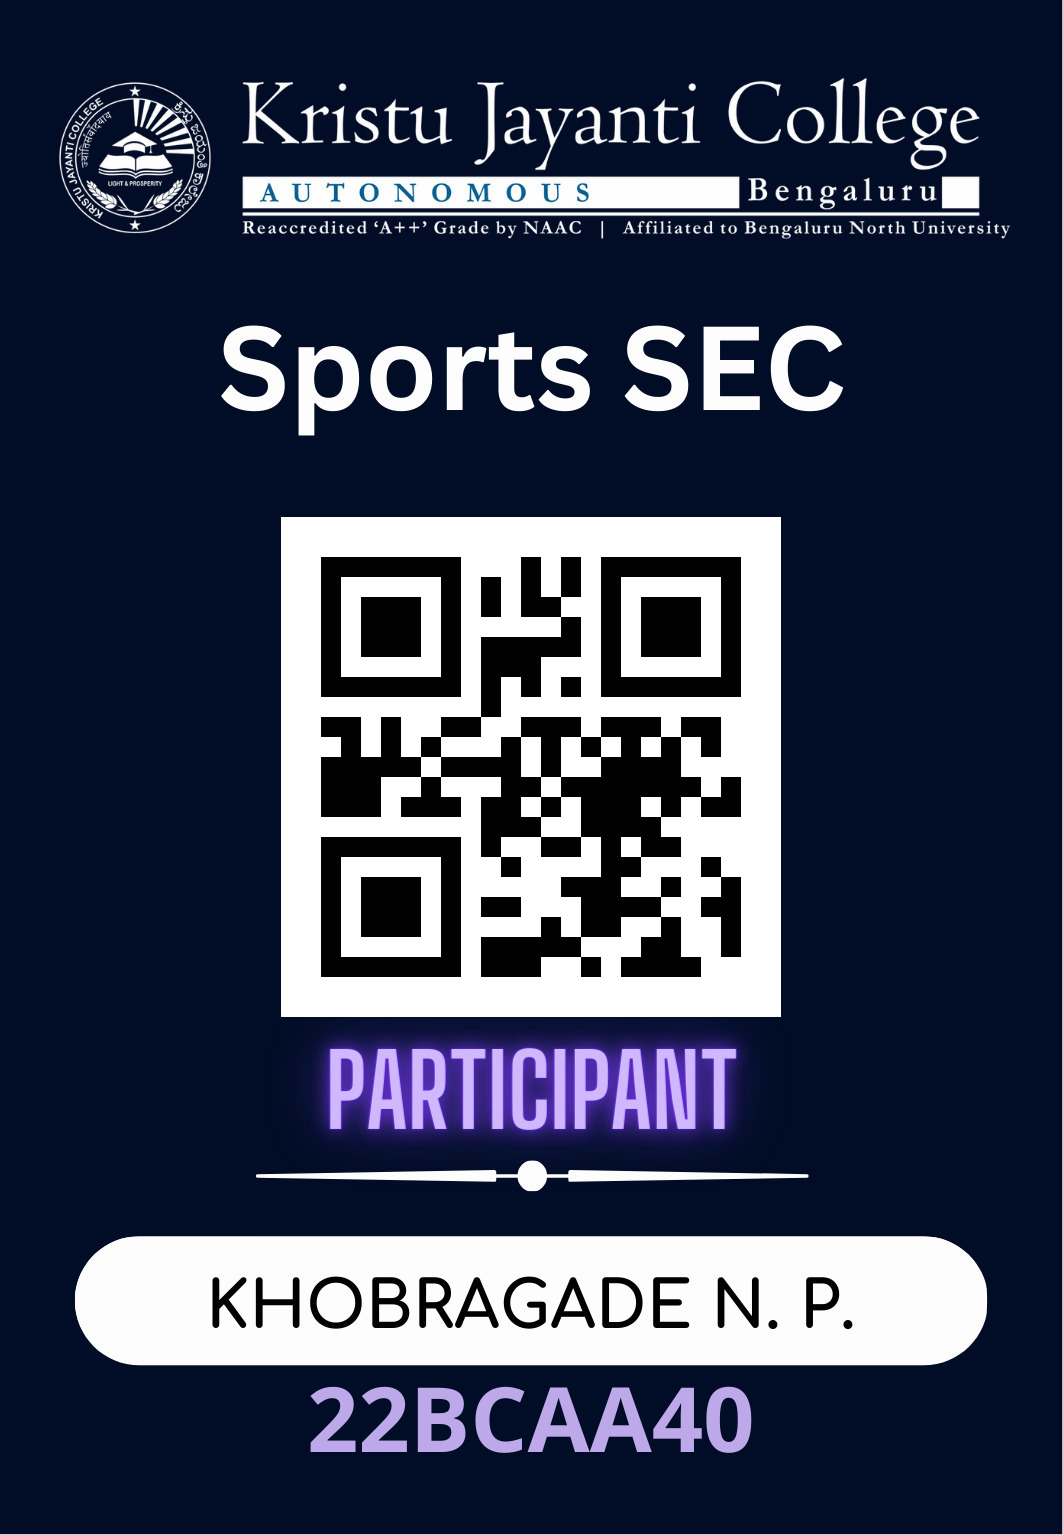 KRISTU JAYANTI COLLEGE
ಕ್ರಿಸ್ತು ಜಯಂತಿ ಕಾಲೇಜು
LIGHT & PROSPERITY
Kristu Jayanti College
AUTONOMOUS Bengaluru
Reaccredited ‘A++’ Grade by NAAC | Affiliated to Bengaluru North University
Sports SEC
PARTICIPANT
KHOBRAGADE N. P.
22BCAA40